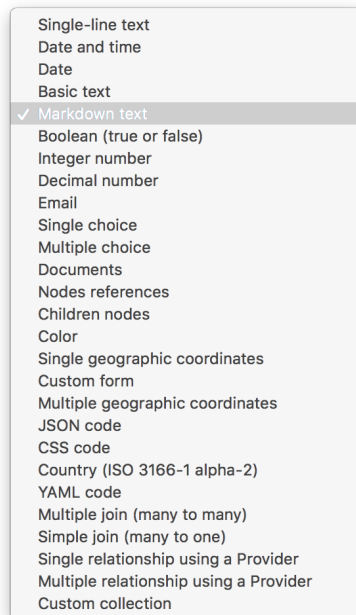 Single-line text
Date and time
Date
Basic text
✓ Markdown text
Boolean (true or false)
Integer number
Decimal number
Email
Single choice
Multiple choice
Documents
Nodes references
Children nodes
Color
Single geographic coordinates
Custom form
Multiple geographic coordinates
JSON code
CSS code
Country (ISO 3166-1 alpha-2)
YAML code
Multiple join (many to many)
Simple join (many to one)
Single relationship using a Provider
Multiple relationship using a Provider
Custom collection